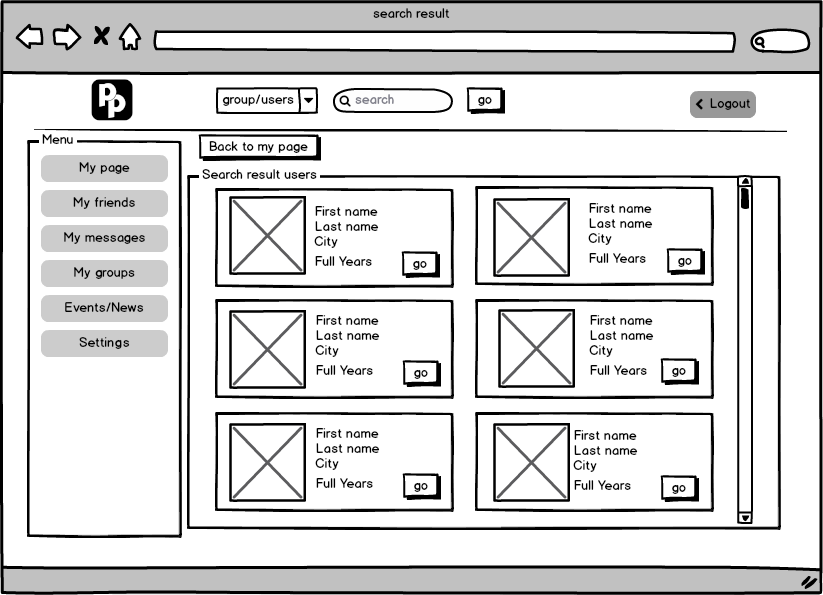 search result
PP
group/users
search
go
Logout
Menu
My page
My friends
My messages
My groups
Events/News
Settings
Back to my page
Search result users
First name
Last name
City
Full Years
go
First name
Last name
City
Full Years
go
First name
Last name
City
Full Years
go
First name
Last name
City
Full Years
go
First name
Last name
City
Full Years
go
First name
Last name
City
Full Years
go